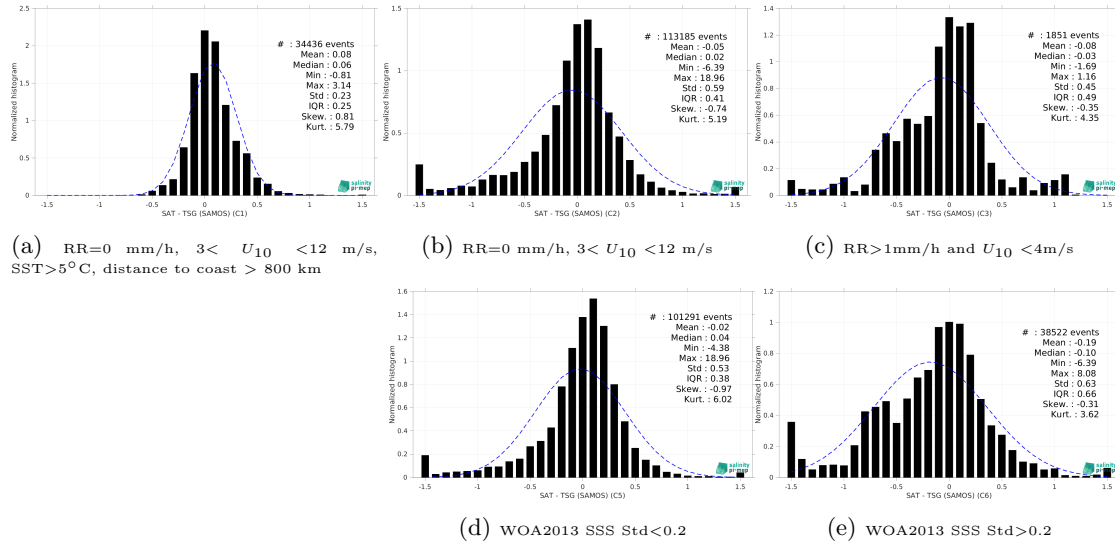 2.5
2
1.5
1
0.5
0
Normalized histogram
# : 34436 events
Mean : 0.08
Median : 0.06
Min : -0.81
Max : 3.14
Std : 0.23
IQR : 0.25
Skew. : 0.81
Kurt. : 5.79
salinity
pi-mep
-1.5 -1 -0.5 0 0.5 1 1.5
SAT - TSG (SAMOS) (C1)
(a) RR=0 mm/h, 3< U10 <12 m/s,
SST>5°C, distance to coast > 800 km
1.5
1
0.5
0
Normalized histogram
# : 113185 events
Mean : -0.05
Median : 0.02
Min : -6.39
Max : 18.96
Std : 0.59
IQR : 0.41
Skew. : -0.74
Kurt. : 5.19
salinity
pi-mep
-1.5 -1 -0.5 0 0.5 1 1.5
SAT - TSG (SAMOS) (C2)
(b) RR=0 mm/h, 3< U10 <12 m/s
1.4
1.2
1
0.8
0.6
0.4
0.2
0
Normalized histogram
# : 1851 events
Mean : -0.08
Median : -0.03
Min : -1.69
Max : 1.16
Std : 0.45
IQR : 0.49
Skew. : -0.35
Kurt. : 4.35
salinity
pi-mep
-1.5 -1 -0.5 0 0.5 1 1.5
SAT - TSG (SAMOS) (C3)
(c) RR>1mm/h and U10 <4m/s
1.6
1.4
1.2
1
0.8
0.6
0.4
0.2
0
Normalized histogram
# : 101291 events
Mean : -0.02
Median : 0.04
Min : -4.38
Max : 18.96
Std : 0.53
IQR : 0.38
Skew. : -0.97
Kurt. : 6.02
salinity
pi-mep
-1.5 -1 -0.5 0 0.5 1 1.5
SAT - TSG (SAMOS) (C5)
(d) WOA2013 SSS Std<0.2
1.2
1
0.8
0.6
0.4
0.2
0
Normalized histogram
# : 38522 events
Mean : -0.19
Median : -0.10
Min : -6.39
Max : 8.08
Std : 0.63
IQR : 0.66
Skew. : -0.31
Kurt. : 3.62
salinity
pi-mep
-1.5 -1 -0.5 0 0.5 1 1.5
SAT - TSG (SAMOS) (C6)
(e) WOA2013 SSS Std>0.2